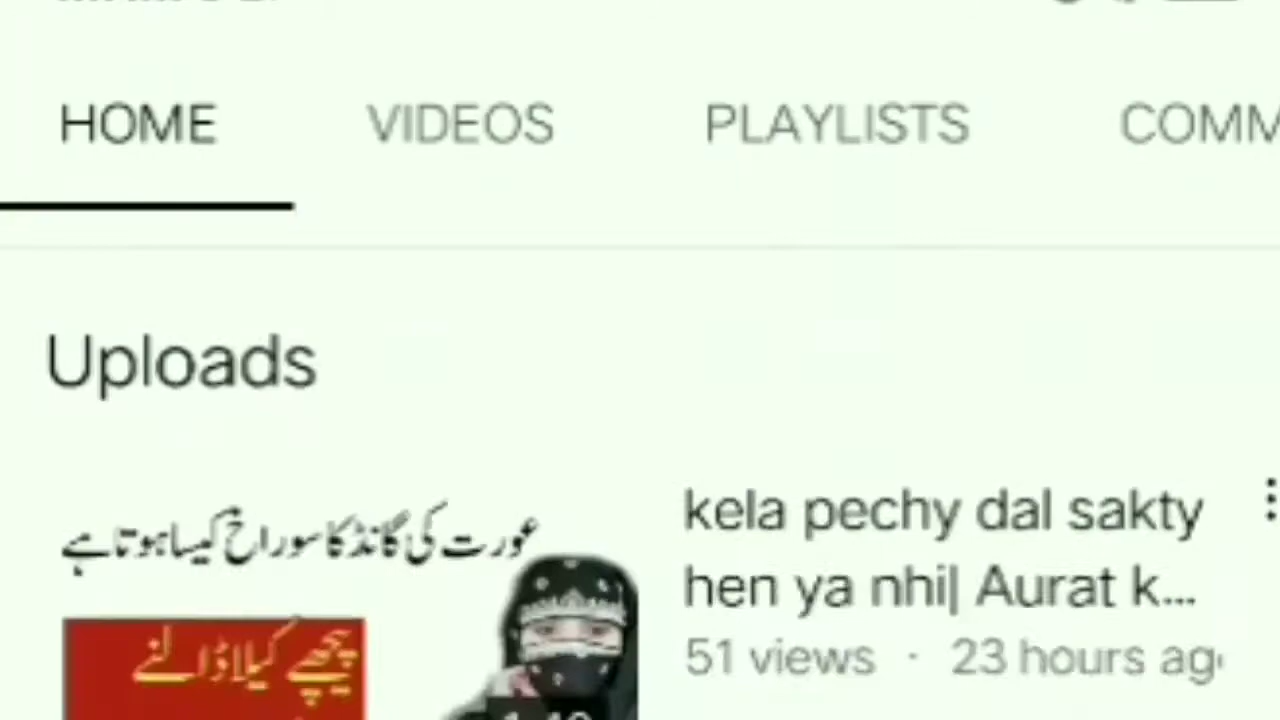 HOME VIDEOS PLAYLISTS COMM
Uploads
عورت کی گانڈ کا سوراخ کیسا ہوتا ہے
kela pechy dal sakty
hen ya nhi| Aurat k...
پیچھے کیلا ڈالنے
51 views · 23 hours ag